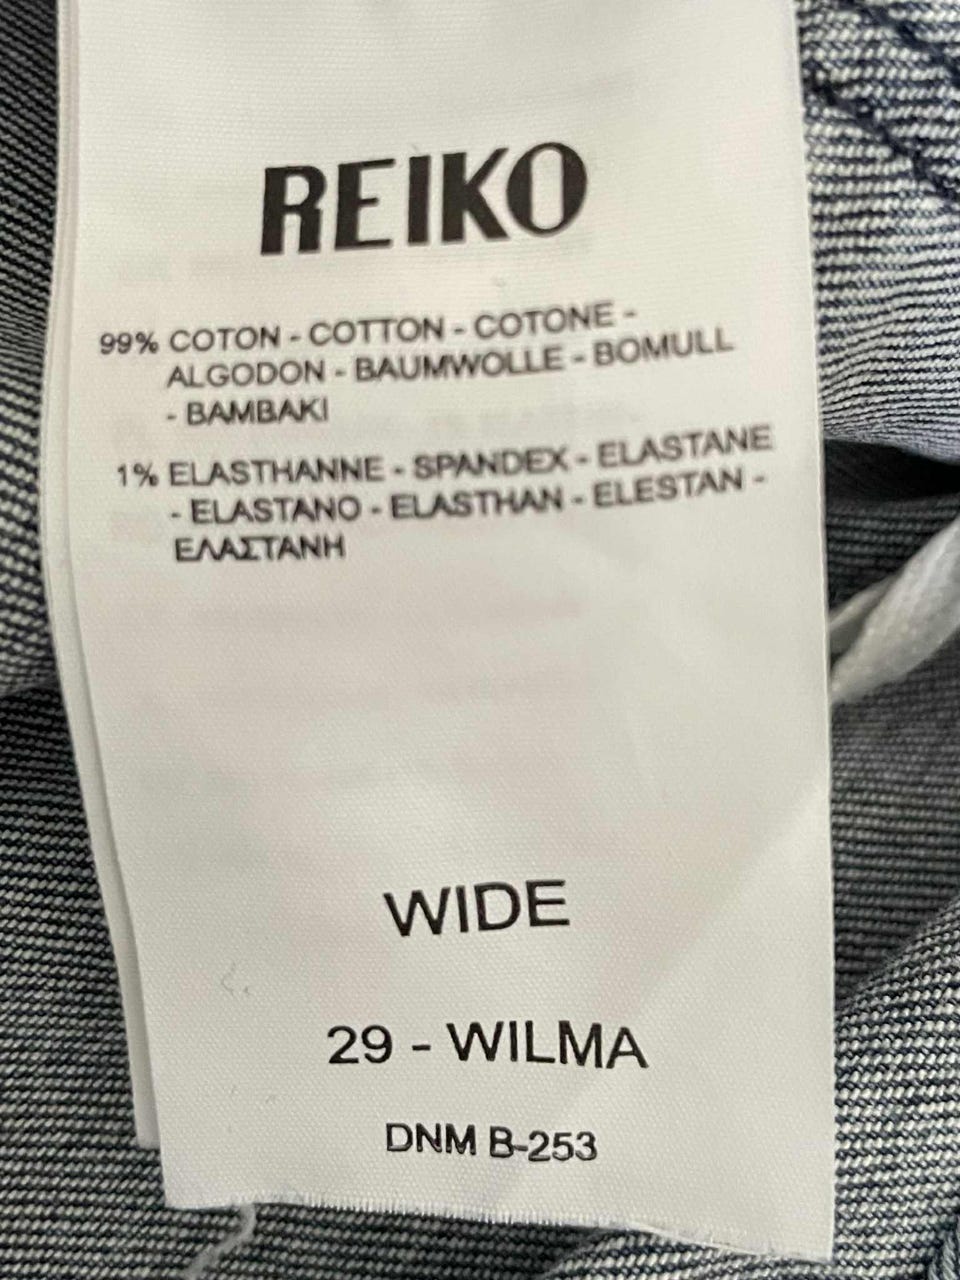 REIKO
99% COTON - COTTON - COTONE -
ALGODON - BAUMWOLLE - BOMULL
- BAMBAKI
1% ELASTHANNE - SPANDEX - ELASTANE
- ELASTANO - ELASTHAN - ELESTAN -
ΕΛΑΣΤΑΝΗ
WIDE
29 - WILMA
DNM B-253